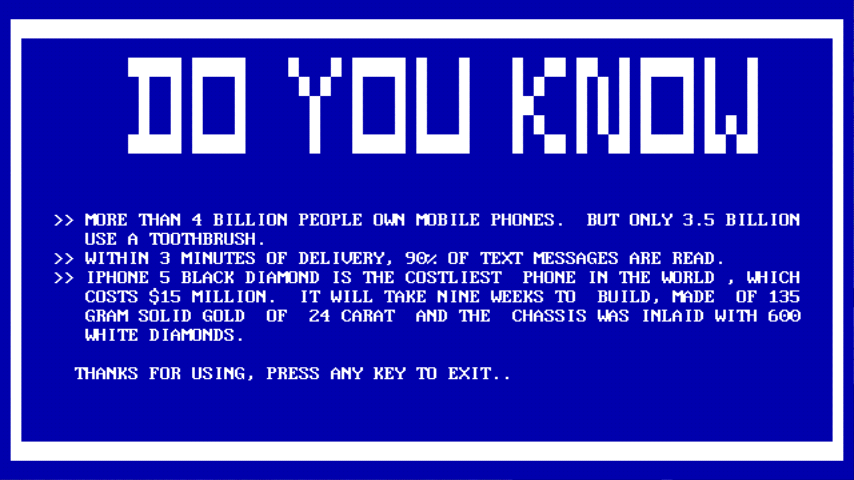 DO YOU KNOW
>> MORE THAN 4 BILLION PEOPLE OWN MOBILE PHONES.  BUT ONLY 3.5 BILLION
USE A TOOTHBRUSH.
>> WITHIN 3 MINUTES OF DELIVERY, 90% OF TEXT MESSAGES ARE READ.
>> IPHONE 5 BLACK DIAMOND IS THE COSTLIEST  PHONE IN THE WORLD , WHICH
COSTS $15 MILLION.  IT WILL TAKE NINE WEEKS TO  BUILD, MADE  OF 135
GRAM SOLID GOLD  OF  24 CARAT  AND THE  CHASSIS WAS INLAID WITH 600
WHITE DIAMONDS.
THANKS FOR USING, PRESS ANY KEY TO EXIT..